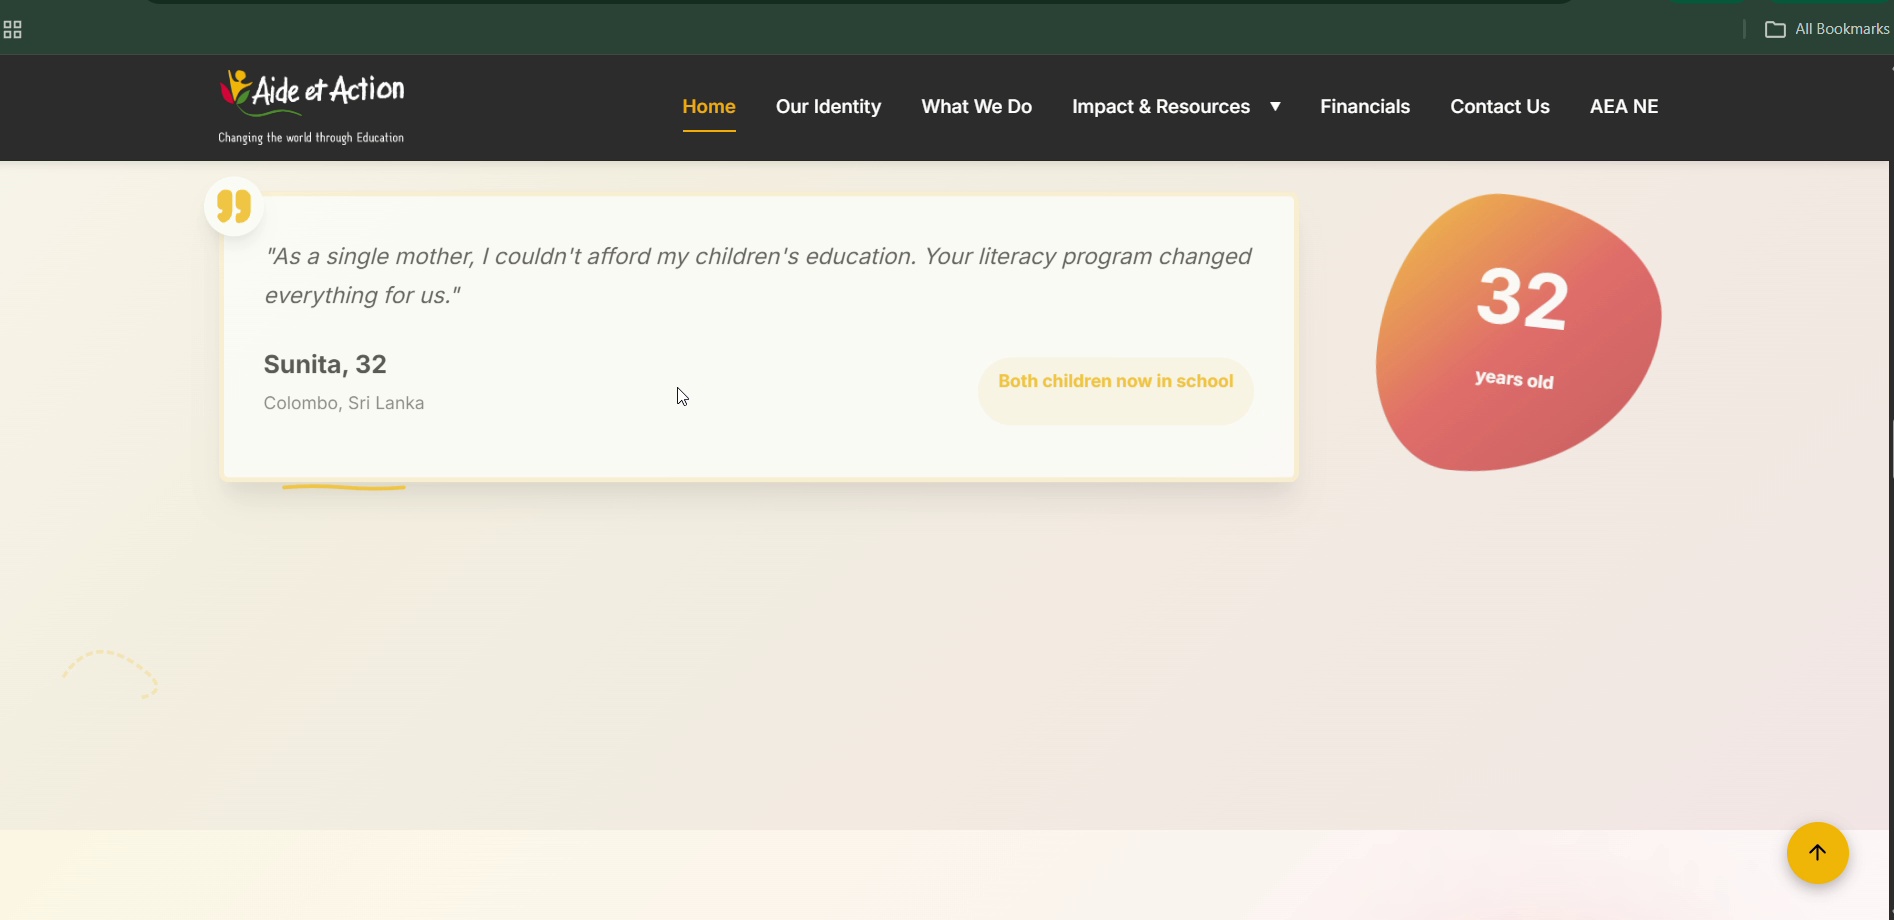 All Bookmarks
Aide et Action
Changing the world through Education
Home
Our Identity
What We Do
Impact & Resources ▼
Financials
Contact Us
AEA NE
"As a single mother, I couldn't afford my children's education. Your literacy program changed
everything for us."
Sunita, 32
Colombo, Sri Lanka
Both children now in school
32
years old